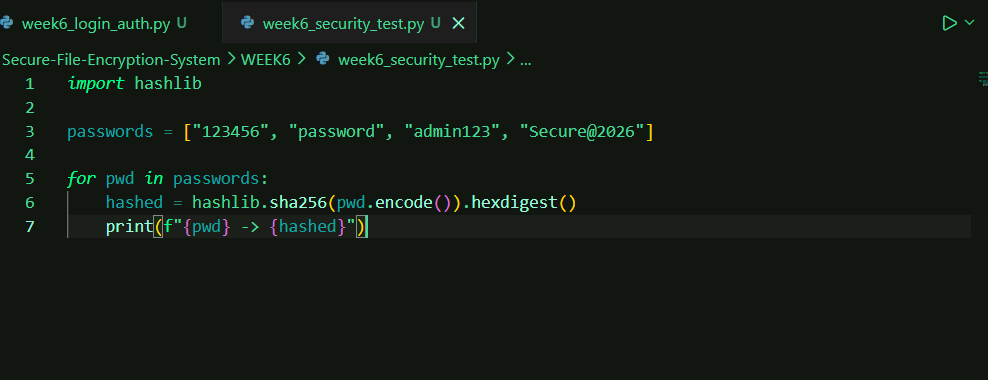 week6_login_auth.py U week6_security_test.py U
Secure-File-Encryption-System > WEEK6 > week6_security_test.py > ...
1 import hashlib
2
3 passwords = ["123456", "password", "admin123", "Secure@2026"]
4
5 for pwd in passwords:
6     hashed = hashlib.sha256(pwd.encode()).hexdigest()
7     print(f"{pwd} -> {hashed}")